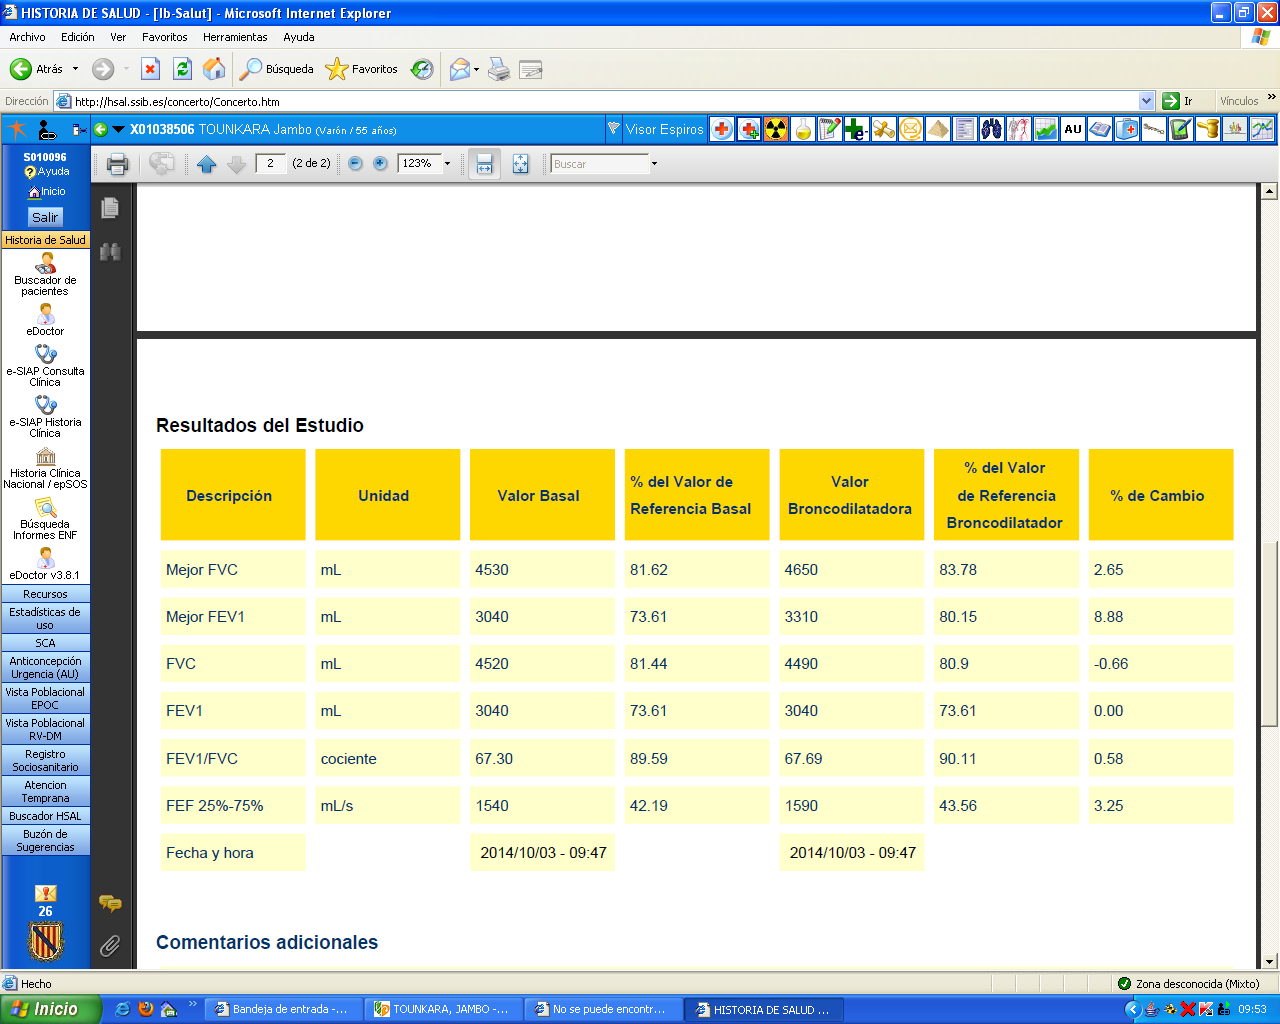 HISTORIA DE SALUD - [Ib-Salut] - Microsoft Internet Explorer
Archivo Edición Ver Favoritos Herramientas Ayuda
Atrás Búsqueda Favoritos
Dirección http://hsal.ssib.es/concerto/Concerto.htm Ir Vínculos »
X01038506 TOUNKARA Jambo (Varón / 55 años) Visor Espiros AU
S010096
Ayuda
Inicio
Salir
2 (2 de 2) 123% Buscar
Historia de Salud
Buscador de
pacientes
eDoctor
e-SIAP Consulta
Clínica
e-SIAP Historia
Clínica
Historia Clínica
Nacional / epSOS
Búsqueda
Informes ENF
eDoctor v3.8.1
Recursos
Estadísticas de
uso
SCA
Anticoncepción
Urgencia (AU)
Vista Poblacional
EPOC
Vista Poblacional
RV-DM
Registro
Sociosanitario
Atencion
Temprana
Buscador HSAL
Buzón de
Sugerencias
26
Resultados del Estudio
Descripción Unidad Valor Basal % del Valor de Referencia Basal Valor Broncodilatadora % del Valor de Referencia Broncodilatador % de Cambio
Mejor FVC mL 4530 81.62 4650 83.78 2.65
Mejor FEV1 mL 3040 73.61 3310 80.15 8.88
FVC mL 4520 81.44 4490 80.9 -0.66
FEV1 mL 3040 73.61 3040 73.61 0.00
FEV1/FVC cociente 67.30 89.59 67.69 90.11 0.58
FEF 25%-75% mL/s 1540 42.19 1590 43.56 3.25
Fecha y hora 2014/10/03 - 09:47 2014/10/03 - 09:47
Comentarios adicionales
Hecho Zona desconocida (Mixto)
Inicio » Bandeja de entrada -... TOUNKARA, JAMBO -... No se puede encontr... HISTORIA DE SALUD ... 09:53